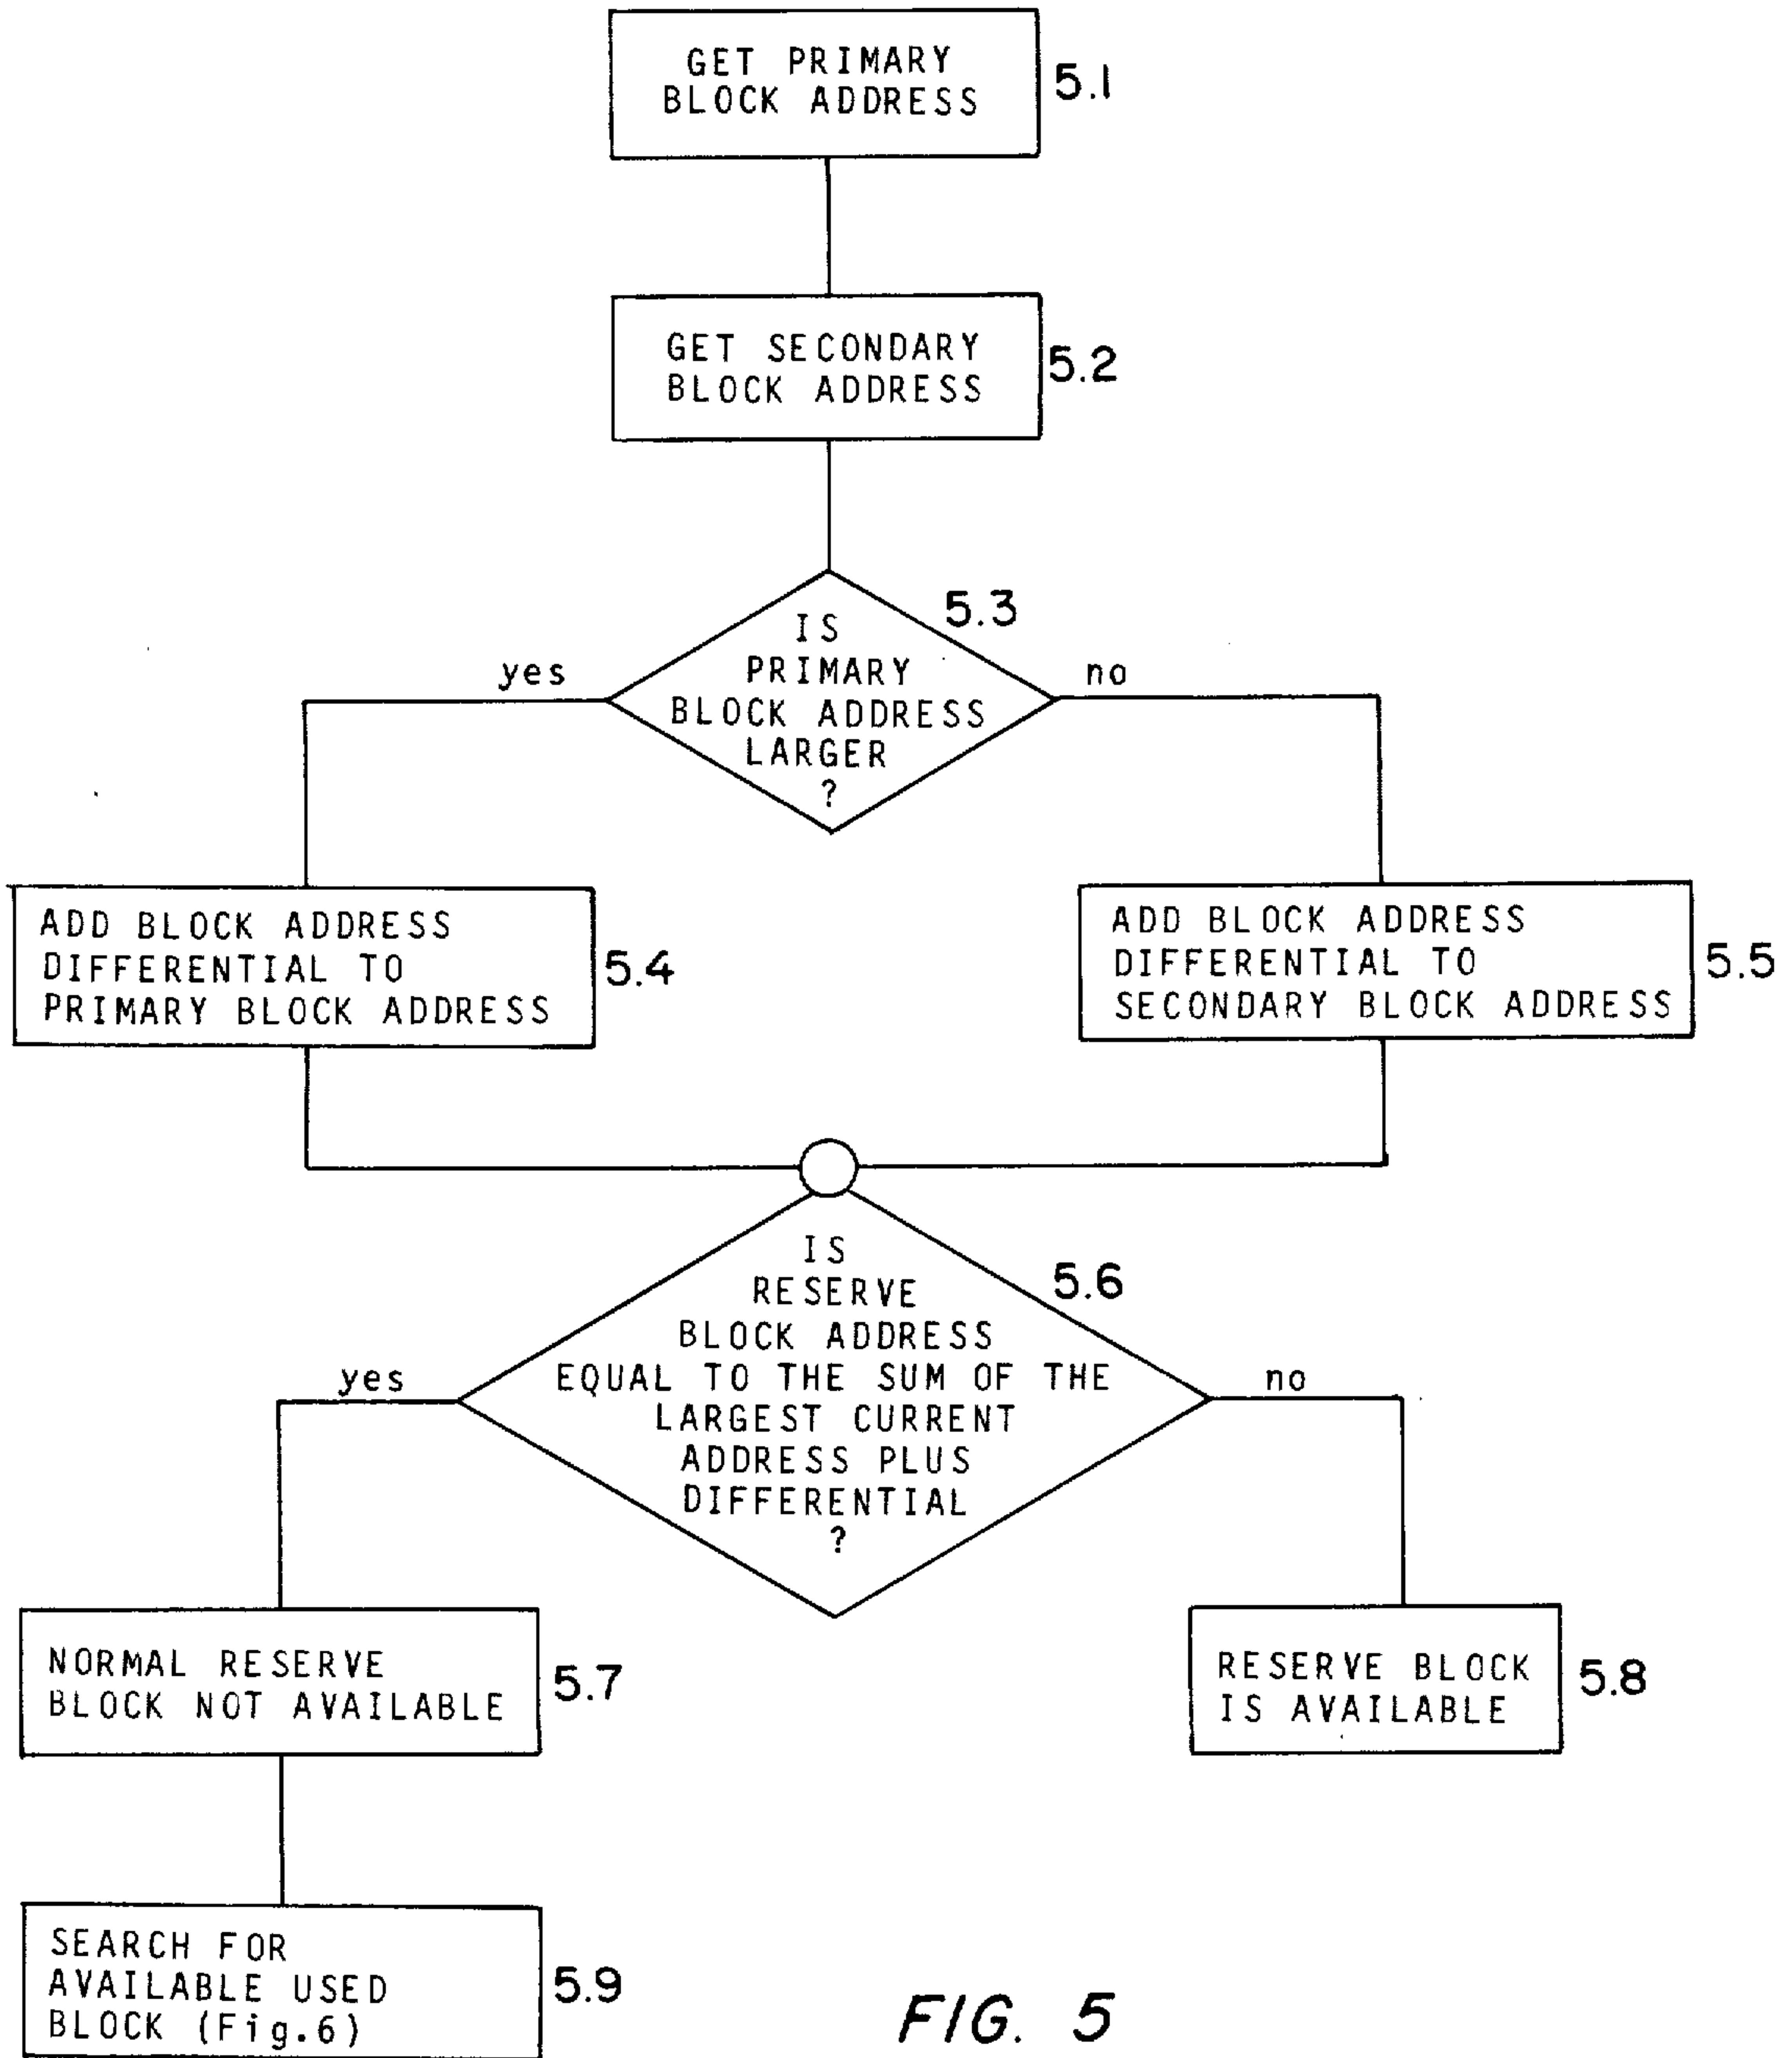 GET PRIMARY
BLOCK ADDRESS
5.1
GET SECONDARY
BLOCK ADDRESS
5.2
5.3
IS
PRIMARY
BLOCK ADDRESS
LARGER
?
yes
no
ADD BLOCK ADDRESS
DIFFERENTIAL TO
PRIMARY BLOCK ADDRESS
5.4
ADD BLOCK ADDRESS
DIFFERENTIAL TO
SECONDARY BLOCK ADDRESS
5.5
IS
RESERVE
BLOCK ADDRESS
EQUAL TO THE SUM OF THE
LARGEST CURRENT
ADDRESS PLUS
DIFFERENTIAL
?
5.6
yes
no
NORMAL RESERVE
BLOCK NOT AVAILABLE
5.7
RESERVE BLOCK
IS AVAILABLE
5.8
SEARCH FOR
AVAILABLE USED
BLOCK (Fig.6)
5.9
FIG. 5